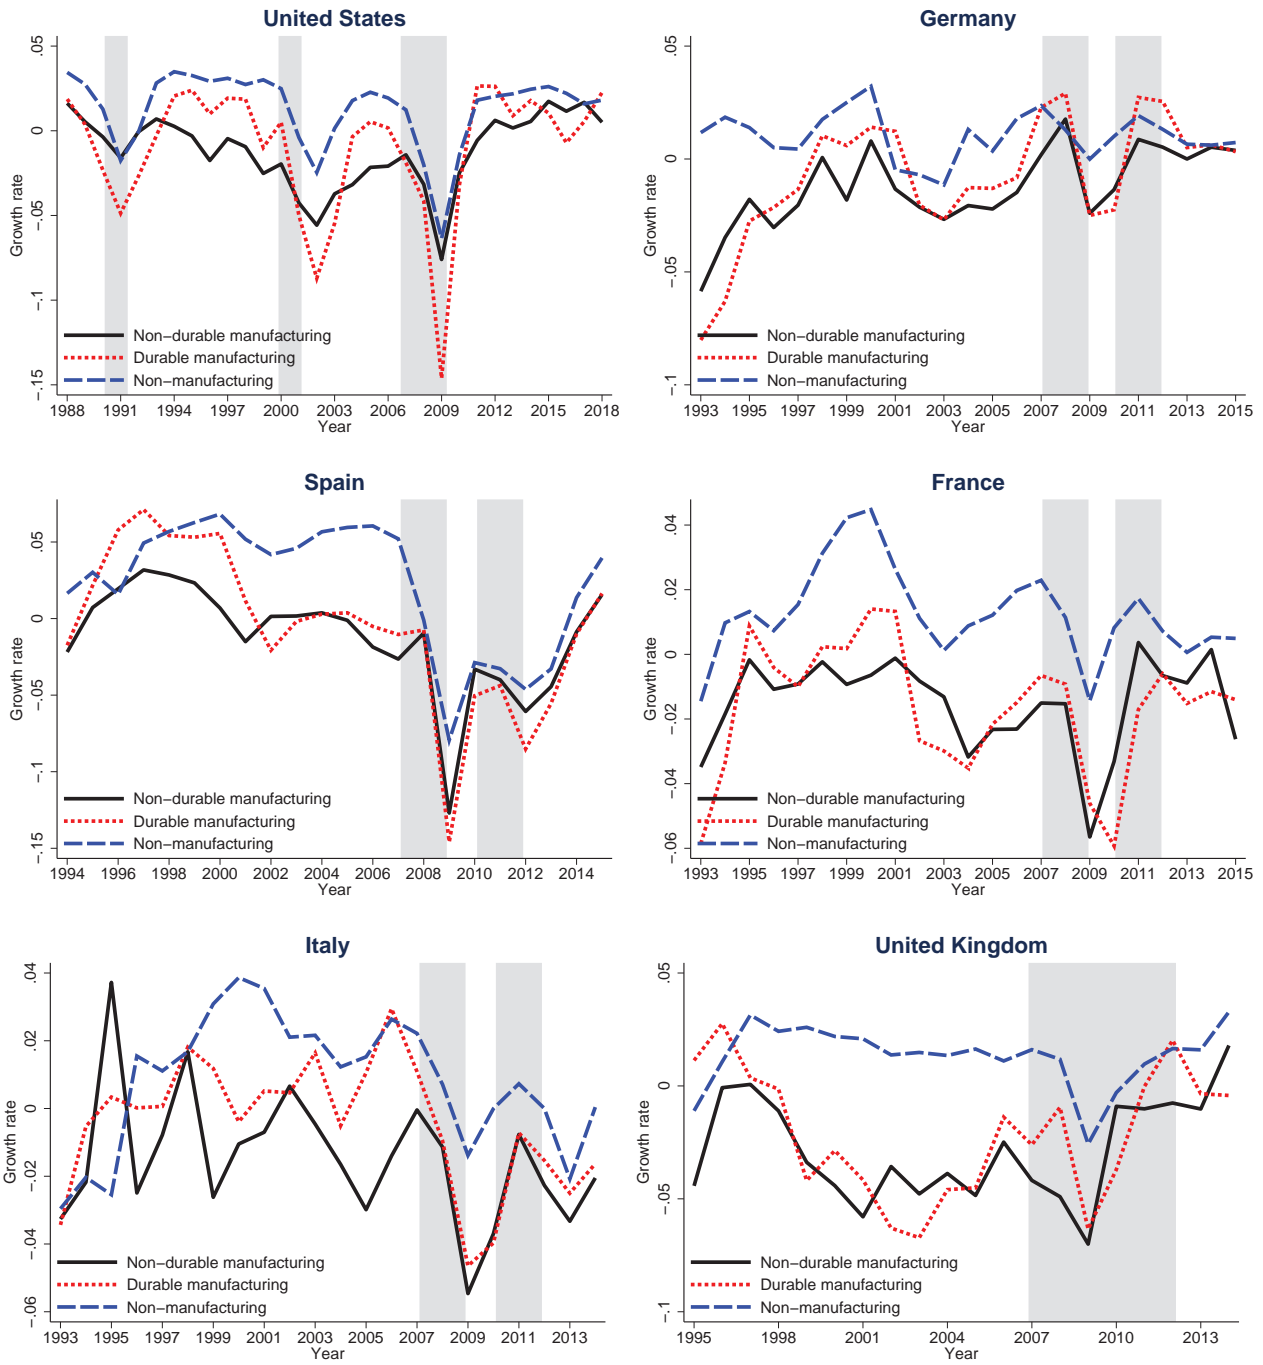 United States
Growth rate
.05
0
−.05
−.1
−.15
Non−durable manufacturing
Durable manufacturing
Non−manufacturing
1988 1991 1994 1997 2000 2003 2006 2009 2012 2015 2018
Year
Germany
Growth rate
.05
0
−.05
−.1
Non−durable manufacturing
Durable manufacturing
Non−manufacturing
1993 1995 1997 1999 2001 2003 2005 2007 2009 2011 2013 2015
Year
Spain
Growth rate
.05
0
−.05
−.1
−.15
Non−durable manufacturing
Durable manufacturing
Non−manufacturing
1994 1996 1998 2000 2002 2004 2006 2008 2010 2012 2014
Year
France
Growth rate
.04
.02
0
−.02
−.04
−.06
Non−durable manufacturing
Durable manufacturing
Non−manufacturing
1993 1995 1997 1999 2001 2003 2005 2007 2009 2011 2013 2015
Year
Italy
Growth rate
.04
.02
0
−.02
−.04
−.06
Non−durable manufacturing
Durable manufacturing
Non−manufacturing
1993 1995 1997 1999 2001 2003 2005 2007 2009 2011 2013
Year
United Kingdom
Growth rate
.05
0
−.05
−.1
Non−durable manufacturing
Durable manufacturing
Non−manufacturing
1995 1998 2001 2004 2007 2010 2013
Year